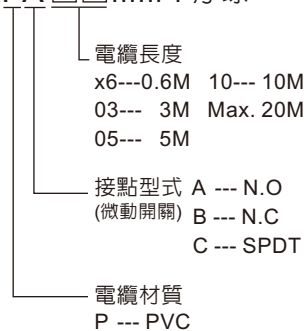 電纜長度
x6---0.6M 10--- 10M
03--- 3M Max. 20M
05--- 5M
接點型式 A --- N.O
(微動開關) B --- N.C
C --- SPDT
電纜材質
P --- PVC